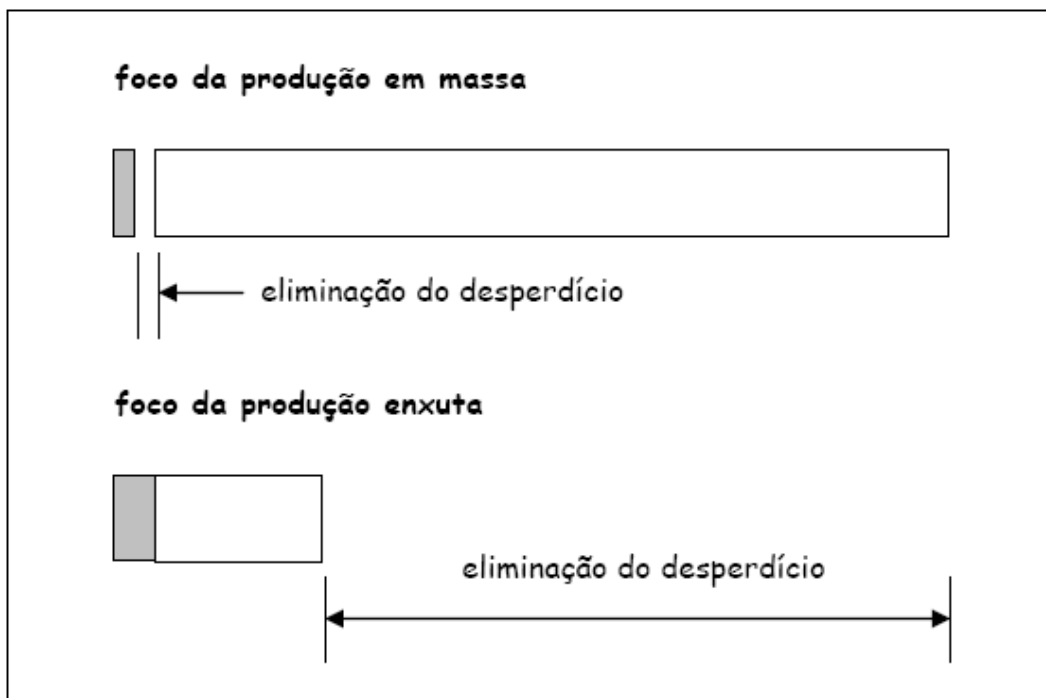 foco da produção em massa
eliminação do desperdício
foco da produção enxuta
eliminação do desperdício